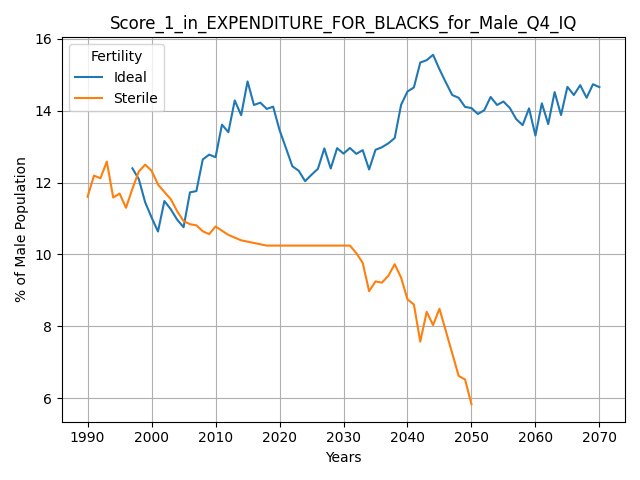 Score_1_in_EXPENDITURE_FOR_BLACKS_for_Male_Q4_IQ
Fertility
Ideal
Sterile
% of Male Population
16
14
12
10
8
6
1990 2000 2010 2020 2030 2040 2050 2060 2070
Years